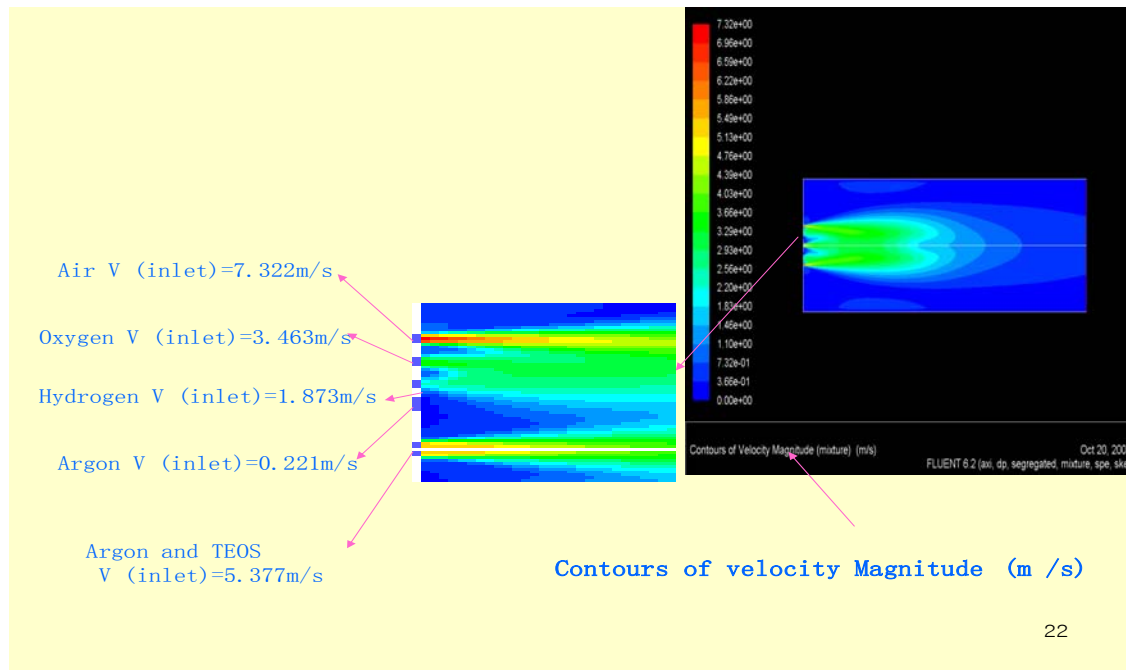 7.32e+00
6.96e+00
6.59e+00
6.22e+00
5.86e+00
5.49e+00
5.13e+00
4.76e+00
4.39e+00
4.03e+00
3.66e+00
3.29e+00
2.93e+00
2.56e+00
2.20e+00
1.83e+00
1.46e+00
1.10e+00
7.32e-01
3.66e-01
0.00e+00
Air V (inlet)=7.322m/s
Oxygen V (inlet)=3.463m/s
Hydrogen V (inlet)=1.873m/s
Argon V (inlet)=0.221m/s
Contours of Velocity Magnitude (mixture) (m/s)
Oct 20, 200
FLUENT 6.2 (axi, dp, segregated, mixture, spe, ske
Argon and TEOS
V (inlet)=5.377m/s
Contours of velocity Magnitude (m /s)
22